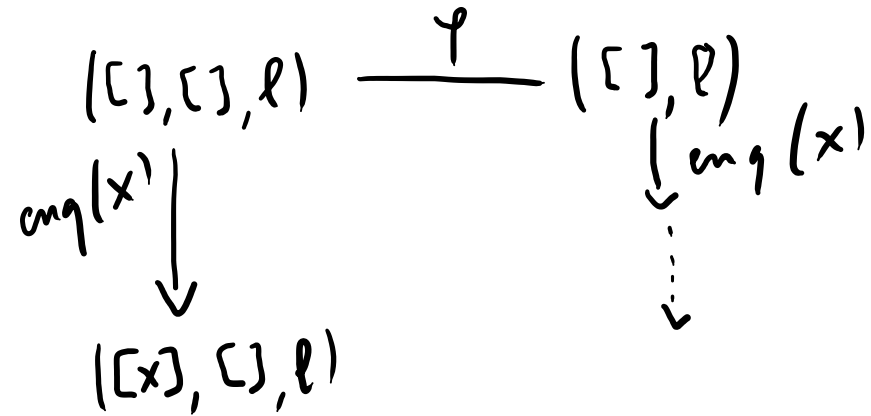 φ
([], [], ℓ) ([], ℓ)
enq(x) enq(x)
([x], [], ℓ)